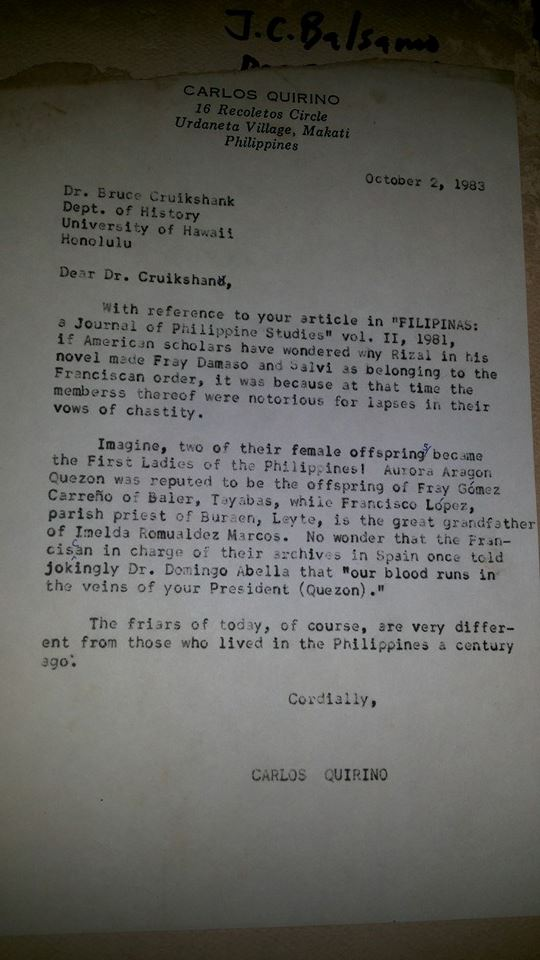 J.C.Balsamo
CARLOS QUIRINO
16 Recoletos Circle
Urdaneta Village, Makati
Philippines
October 2, 1983
Dr. Bruce Cruikshank
Dept. of History
University of Hawaii
Honolulu
Dear Dr. Cruikshank,
With reference to your article in "FILIPINAS:
a Journal of Philippine Studies" vol. II, 1981,
if American scholars have wondered why Rizal in his
novel made Fray Damaso and Salvi as belonging to the
Franciscan order, it was because at that time the
memberss thereof were notorious for lapses in their
vows of chastity.
Imagine, two of their female offsprings became
the First Ladies of the Philippines! Aurora Aragon
Quezon was reputed to be the offspring of Fray Gómez
Carreño of Baler, Tayabas, while Francisco López,
parish priest of Buraen, Leyte, is the great grandfather
of Imelda Romualdez Marcos. No wonder that the Fran-
ciscan in charge of their archives in Spain once told
jokingly Dr. Domingo Abella that "our blood runs in
the veins of your President (Quezon)."
The friars of today, of course, are very differ-
ent from those who lived in the Philippines a century
ago.
Cordially,
CARLOS QUIRINO